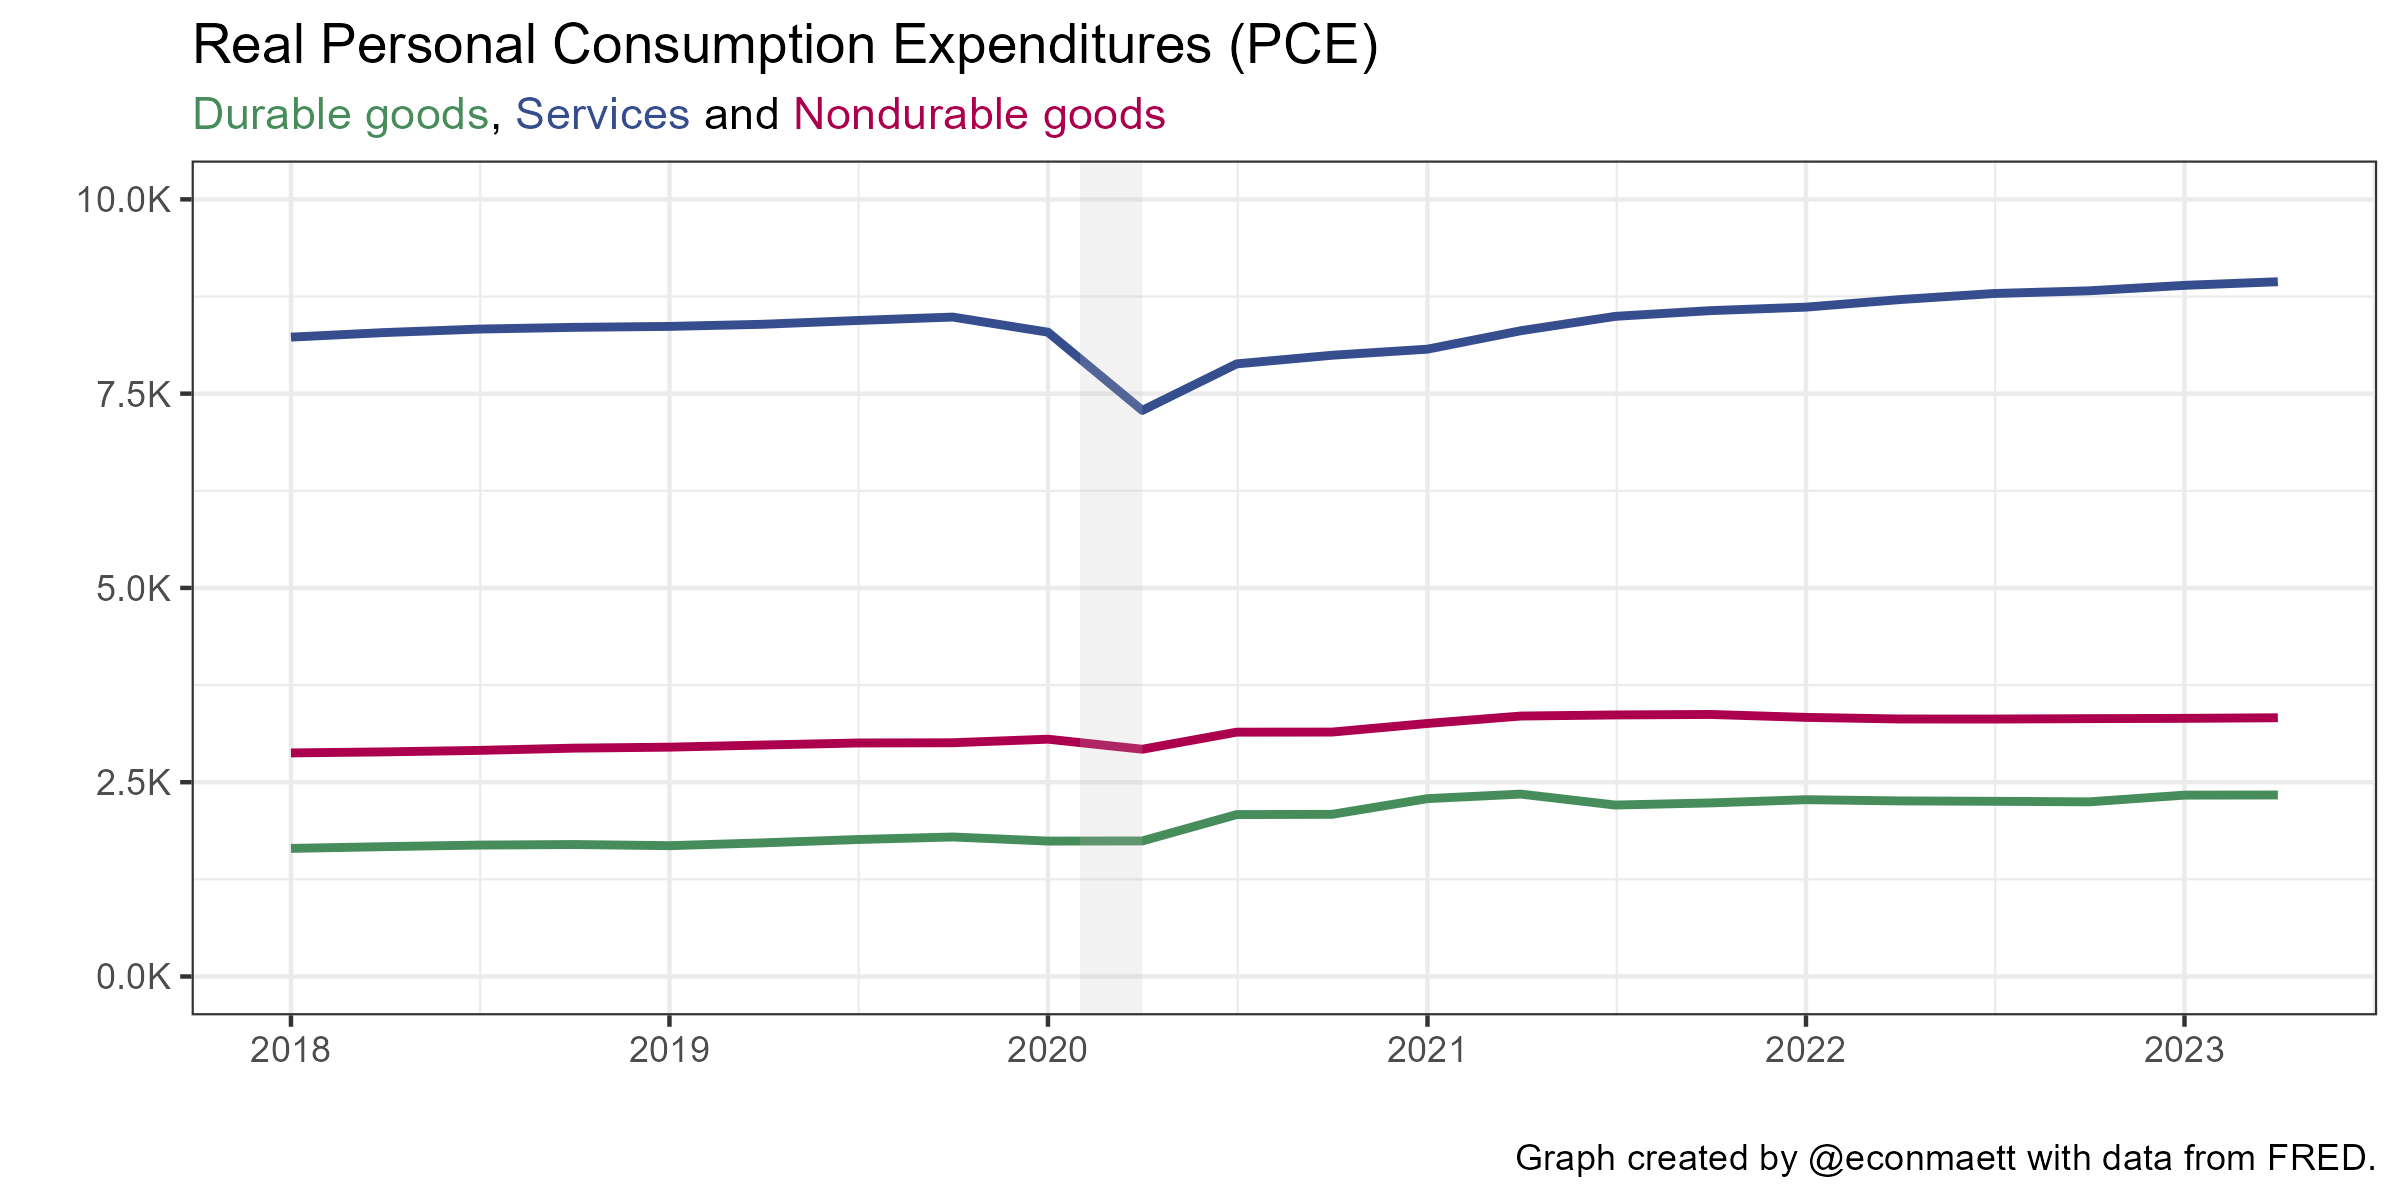 Real Personal Consumption Expenditures (PCE)
Durable goods, Services and Nondurable goods
10.0K
7.5K
5.0K
2.5K
0.0K
2018 2019 2020 2021 2022 2023
Graph created by @econmaett with data from FRED.